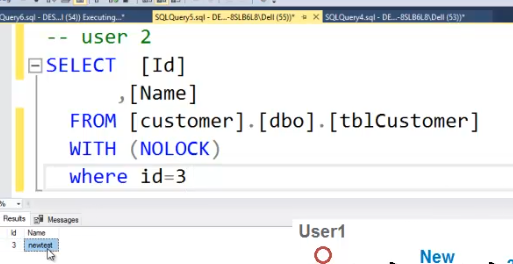 Query6.sql - DES...J (54)) Executing...*
SQLQuery5.sql - DE...-8SLB6L8\Dell (55))*
SQLQuery4.sql - DE...-8SLB6L8\Dell (53))*
-- user 2
SELECT [Id]
,[Name]
FROM [customer].[dbo].[tblCustomer]
WITH (NOLOCK)
where id=3
%
Results
Messages
Id Name
3 newtest
User1
New